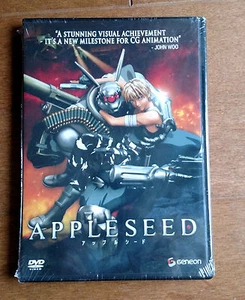 "A STUNNING VISUAL ACHIEVEMENT
- IT'S A NEW MILESTONE FOR CG ANIMATION"
- JOHN WOO
APPLESEED
アップルシード
DVD
VIDEO
GENEON